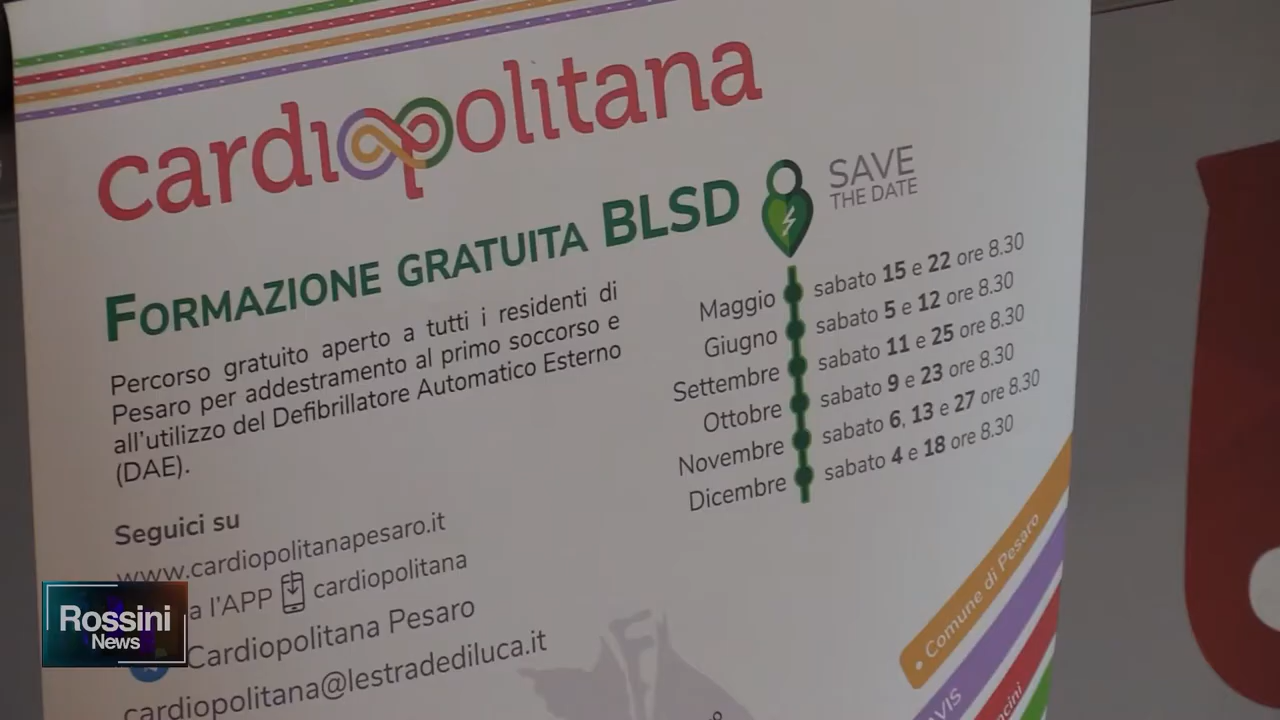 cardiopolitana
FORMAZIONE GRATUITA BLSD
SAVE
THE DATE
Percorso gratuito aperto a tutti i residenti di
Pesaro per addestramento al primo soccorso e
all'utilizzo del Defibrillatore Automatico Esterno
(DAE).
Maggio sabato 15 e 22 ore 8.30
Giugno sabato 5 e 12 ore 8.30
Settembre sabato 11 e 25 ore 8.30
Ottobre sabato 9 e 23 ore 8.30
Novembre sabato 6, 13 e 27 ore 8.30
Dicembre sabato 4 e 18 ore 8.30
Seguici su
www.cardiopolitanapesaro.it
a l'APP cardiopolitana
Cardiopolitana Pesaro
cardiopolitana@lestradediluca.it
• Comune di Pesaro
AVIS
Rossini
News